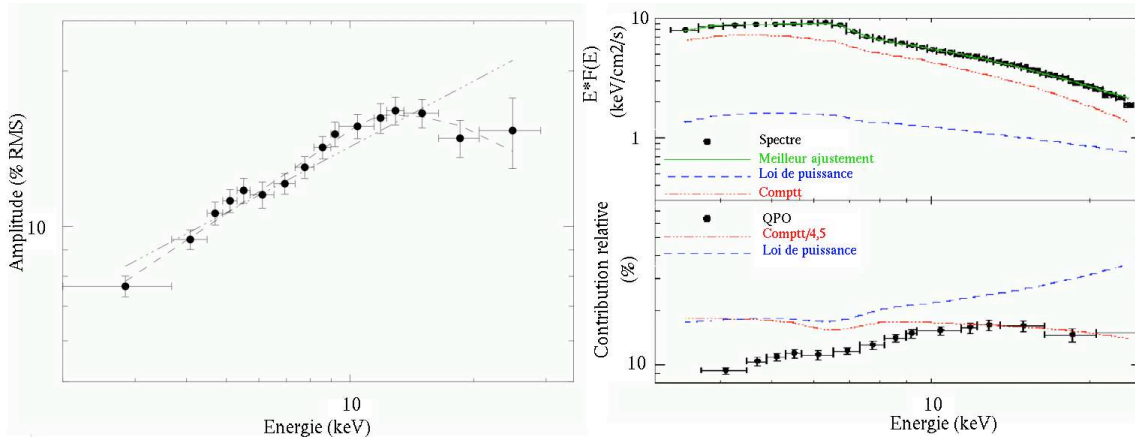 Amplitude (% RMS)
10
10
Energie (keV)
E*F(E)
(keV/cm2/s)
10
1
Spectre
Meilleur ajustement
Loi de puissance
Comptt
Contribution relative
(%)
10
QPO
Comptt/4,5
Loi de puissance
10
Energie (keV)